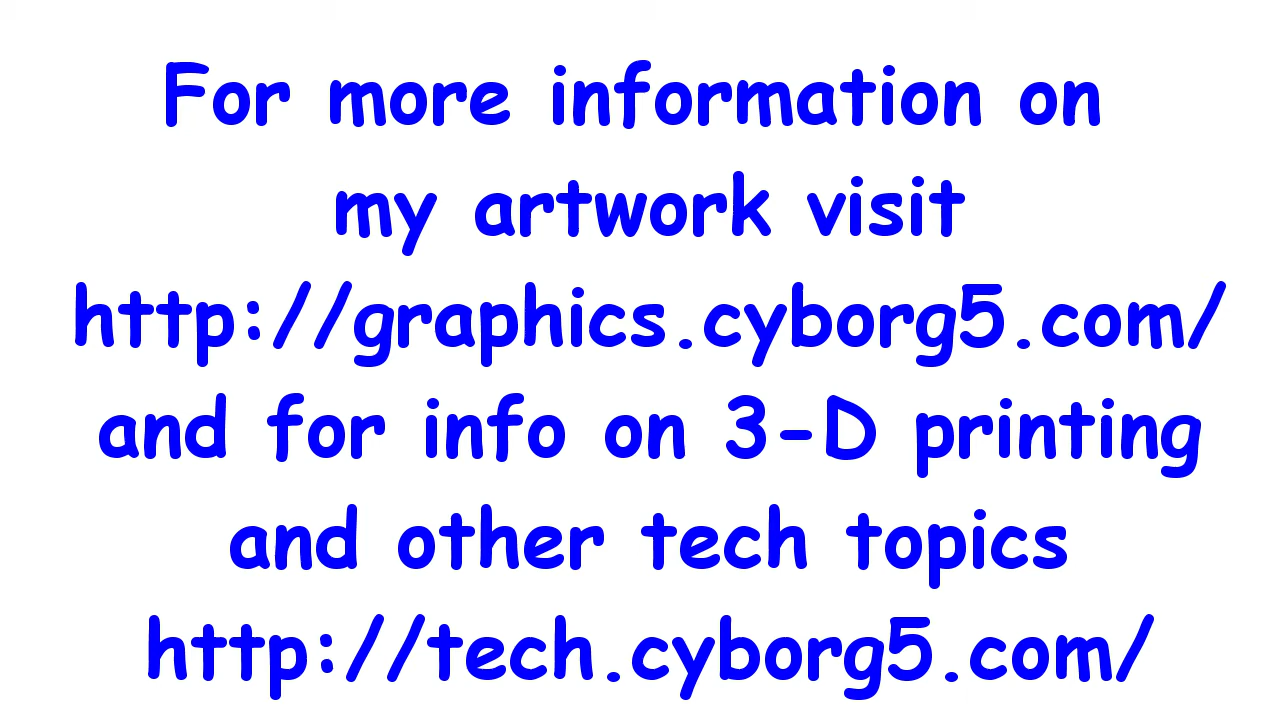 For more information on
my artwork visit
http://graphics.cyborg5.com/
and for info on 3-D printing
and other tech topics
http://tech.cyborg5.com/